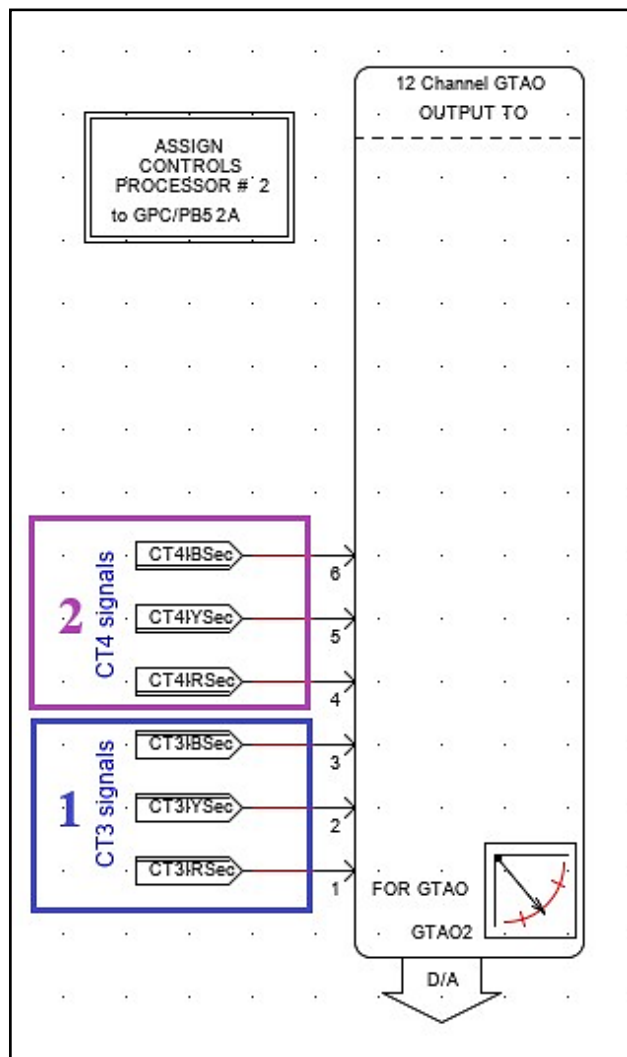 12 Channel GTAO
OUTPUT TO
ASSIGN
CONTROLS
PROCESSOR # 2
to GPC/PB5 2A
2
CT4 signals
CT4IBSec
6
CT4IYSec
5
CT4IRSec
4
1
CT3 signals
CT3IBSec
3
CT3IYSec
2
CT3IRSec
1
FOR GTAO
GTAO2
D/A